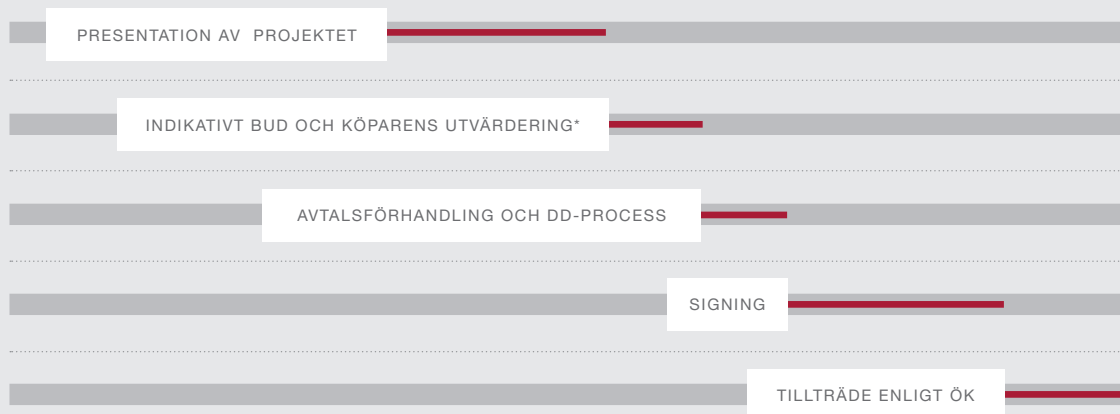 PRESENTATION AV PROJEKTET
INDIKATIVT BUD OCH KÖPARENS UTVÄRDERING*
AVTALSFÖRHANDLING OCH DD-PROCESS
SIGNING
TILLTRÄDE ENLIGT ÖK